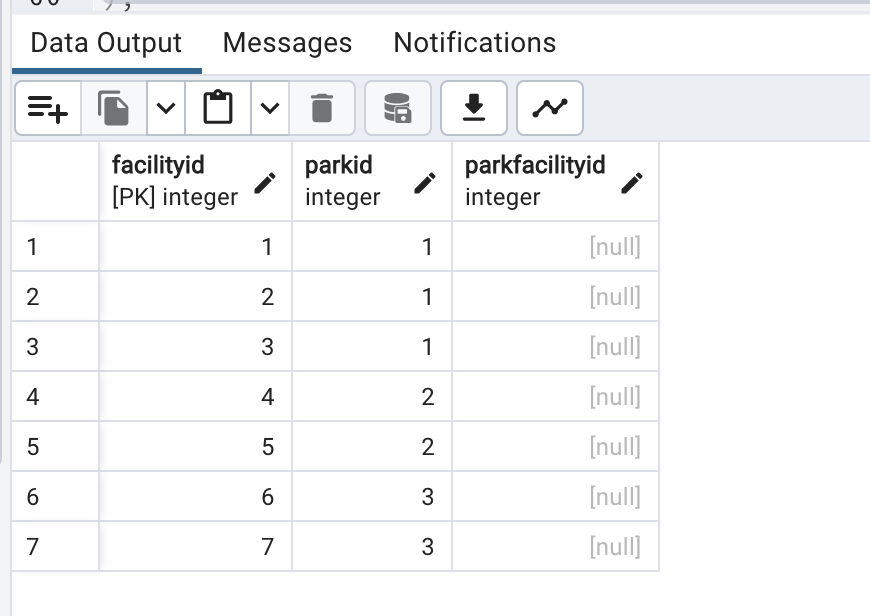 Data Output Messages Notifications
facilityid parkid parkfacilityid
[PK] integer integer integer
1 1 1 [null]
2 2 1 [null]
3 3 1 [null]
4 4 2 [null]
5 5 2 [null]
6 6 3 [null]
7 7 3 [null]